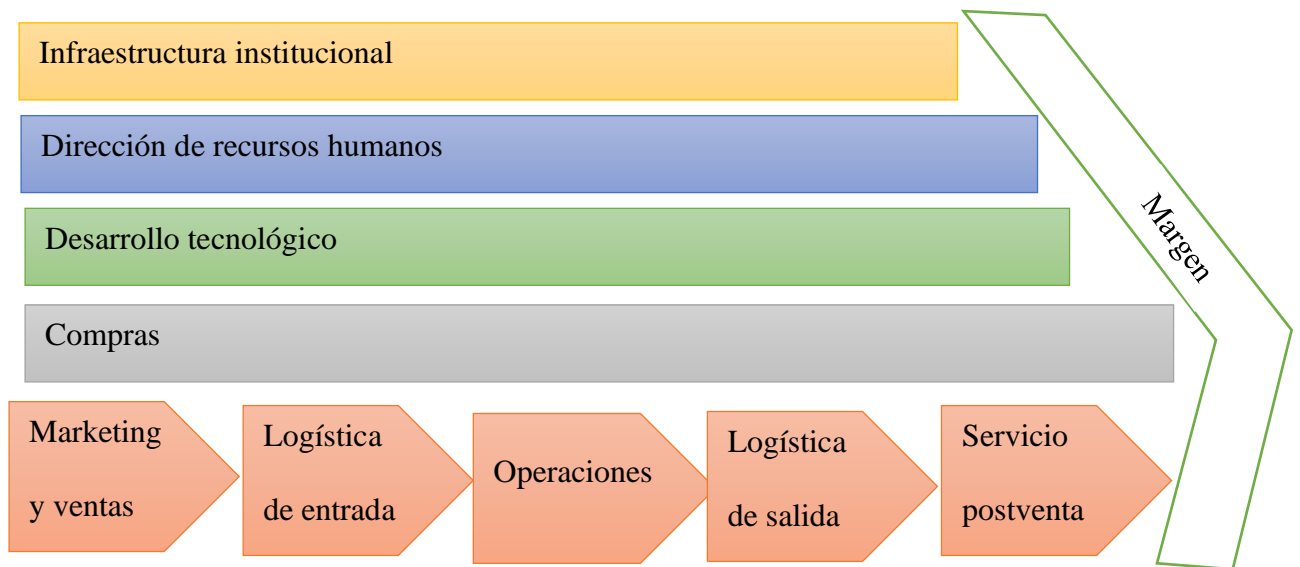 Infraestructura institucional
Dirección de recursos humanos
Desarrollo tecnológico
Compras
Margen
Marketing
y ventas
Logística
de entrada
Operaciones
Logística
de salida
Servicio
postventa